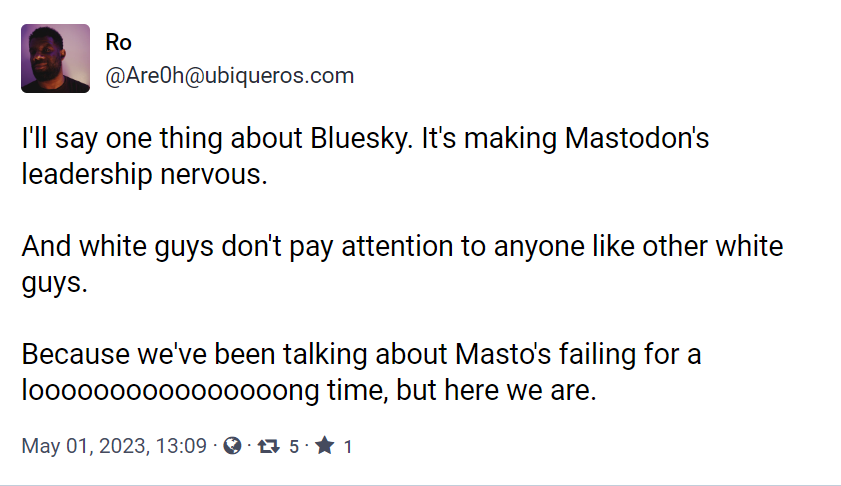 Ro
@Are0h@ubiqueros.com
I'll say one thing about Bluesky. It's making Mastodon's
leadership nervous.
And white guys don't pay attention to anyone like other white
guys.
Because we've been talking about Masto's failing for a
looooooooooooooooong time, but here we are.
May 01, 2023, 13:09 · · 5 · 1